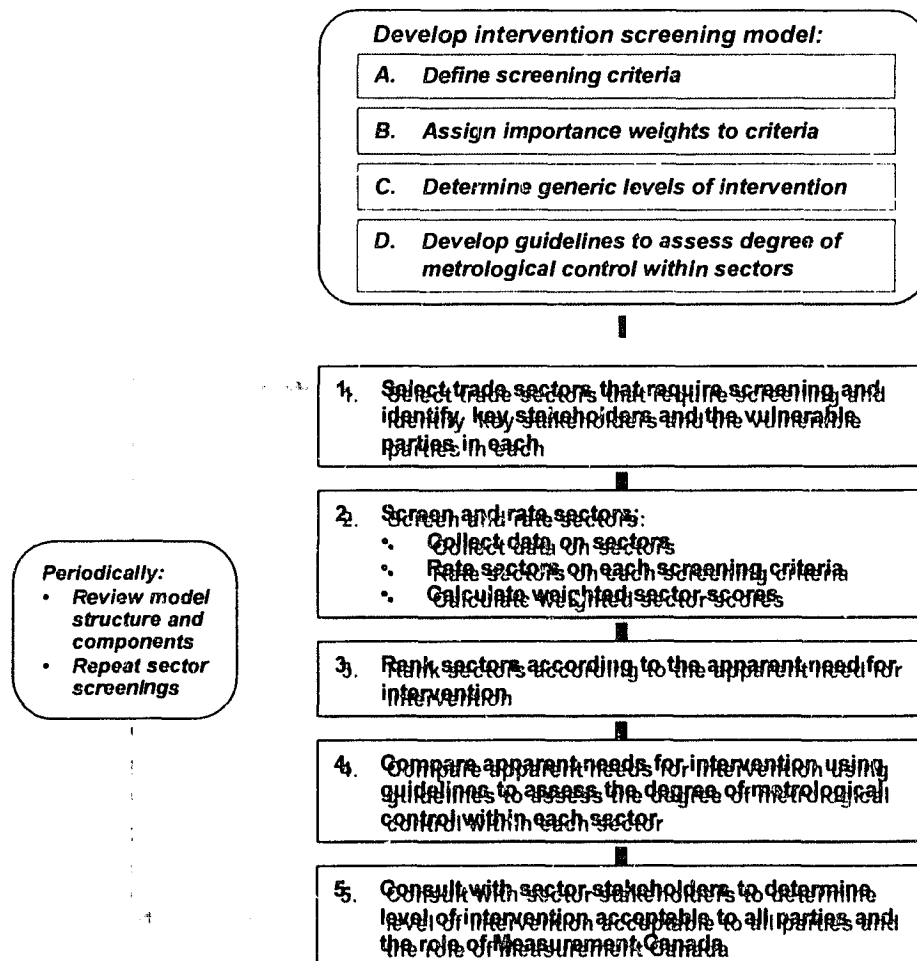 Develop intervention screening model:
A. Define screening criteria
B. Assign importance weights to criteria
C. Determine generic levels of intervention
D. Develop guidelines to assess degree of
metrological control within sectors
1. Select trade sectors that require screening and
identify key stakeholders and the vulnerable
parties in each
2. Screen and rate sectors:
• Collect data on sectors
• Rate sectors on each screening criteria
• Calculate weighted sector scores
Periodically:
• Review model
structure and
components
• Repeat sector
screenings
3. Rank sectors according to the apparent need for
intervention
4. Compare apparent needs for intervention using
guidelines to assess the degree of metrological
control within each sector
5. Consult with sector stakeholders to determine
level of intervention acceptable to all parties and
the role of Measurement Canada